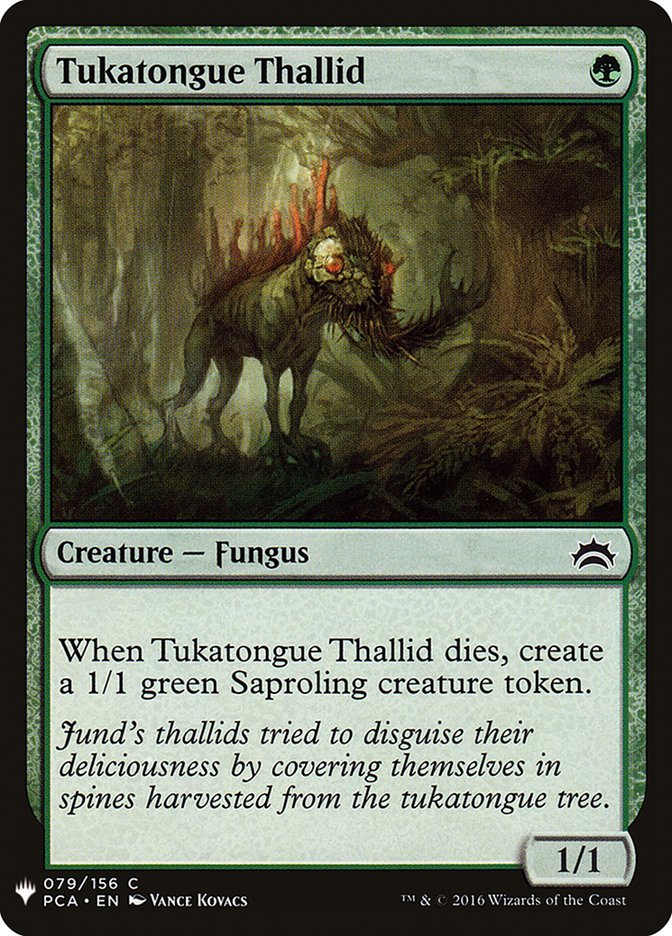 Tukatongue Thallid
Creature — Fungus
When Tukatongue Thallid dies, create
a 1/1 green Saproling creature token.
Jund's thallids tried to disguise their
deliciousness by covering themselves in
spines harvested from the tukatongue tree.
1/1
079/156 C
PCA • EN Vance Kovacs
™ & © 2016 Wizards of the Coast